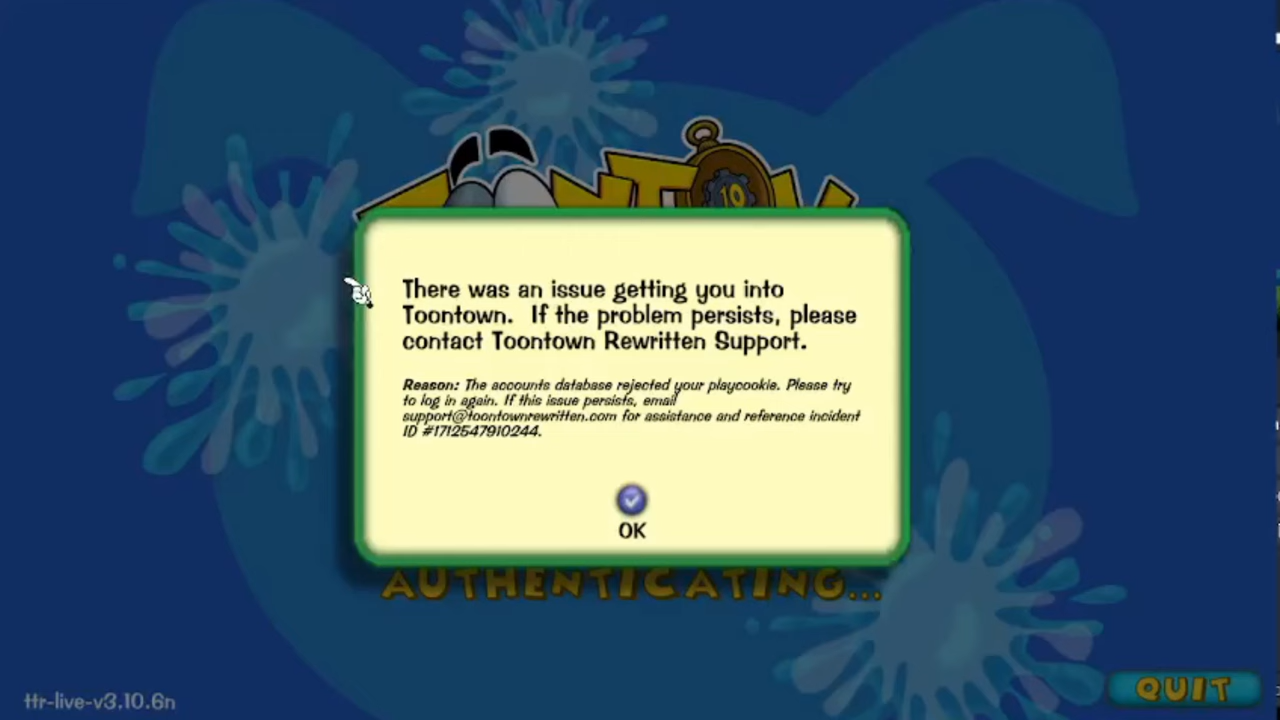 10
There was an issue getting you into
Toontown. If the problem persists, please
contact Toontown Rewritten Support.
Reason: The accounts database rejected your playcookie. Please try
to log in again. If this issue persists, email
support@toontownrewritten.com for assistance and reference incident
ID #1712547910244.
OK
AUTHENTICATING...
ttr-live-v3.10.6n
QUIT